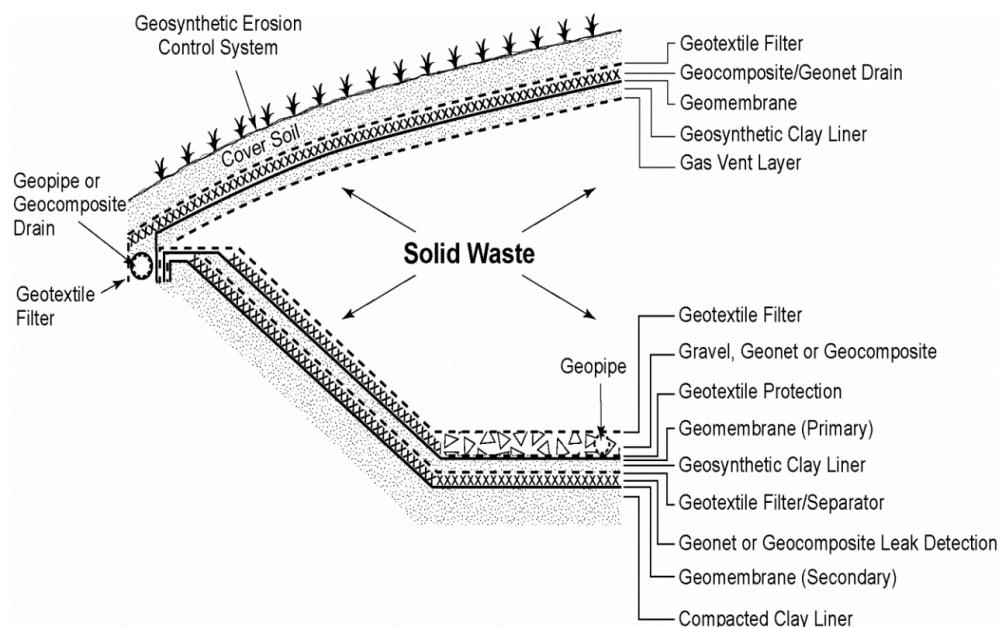 Geosynthetic Erosion
Control System
Geotextile Filter
Geocomposite/Geonet Drain
Geomembrane
Geosynthetic Clay Liner
Gas Vent Layer
Cover Soil
Geopipe or
Geocomposite
Drain
Geotextile
Filter
Solid Waste
Geopipe
Geotextile Filter
Gravel, Geonet or Geocomposite
Geotextile Protection
Geomembrane (Primary)
Geosynthetic Clay Liner
Geotextile Filter/Separator
Geonet or Geocomposite Leak Detection
Geomembrane (Secondary)
Compacted Clay Liner